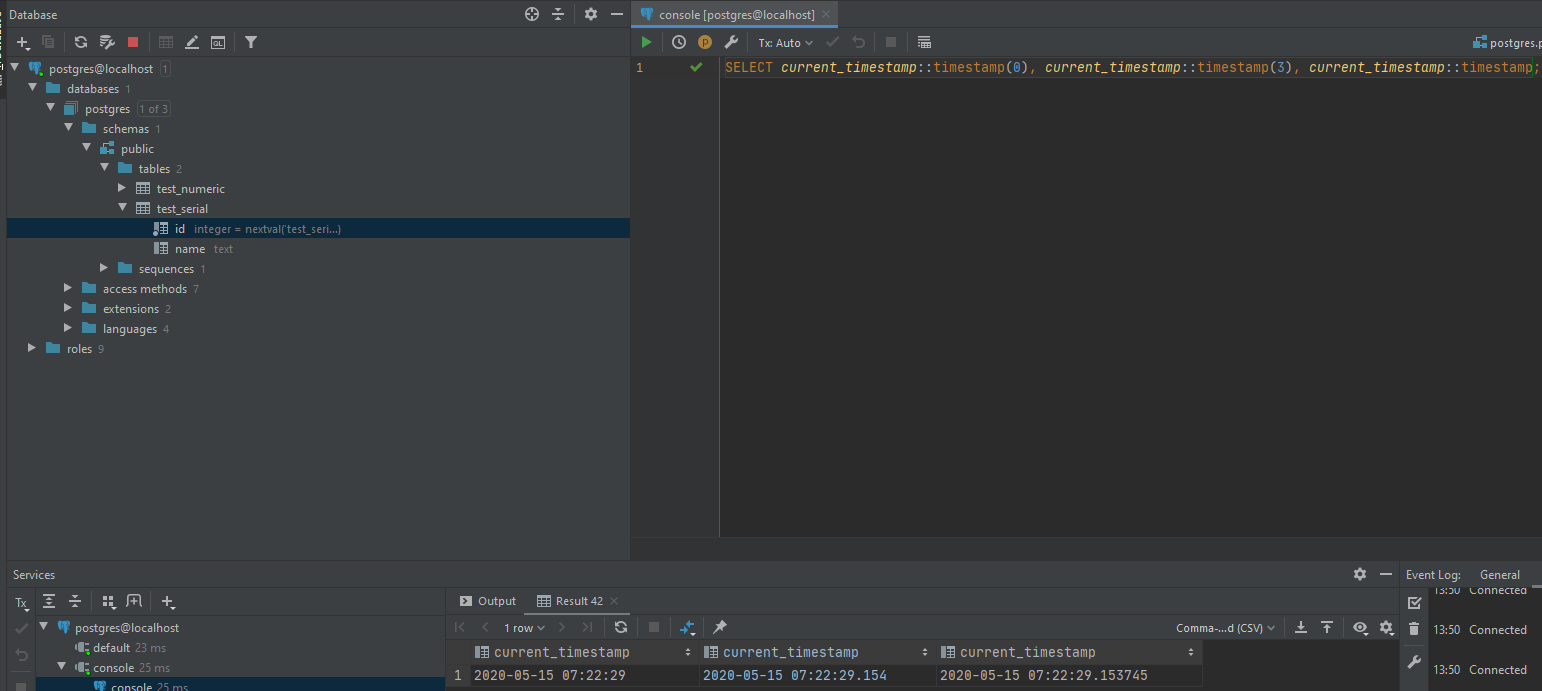 Database
console [postgres@localhost]
Tx: Auto
postgres.p
postgres@localhost 1
databases 1
postgres 1 of 3
schemas 1
public
tables 2
test_numeric
test_serial
id integer = nextval('test_seri...)
name text
sequences 1
access methods 7
extensions 2
languages 4
roles 9
1 SELECT current_timestamp::timestamp(0), current_timestamp::timestamp(3), current_timestamp::timestamp;
Services
Tx
postgres@localhost
default 23 ms
console 25 ms
console 25 ms
Output Result 42
1 row
Comma-...d (CSV)
current_timestamp current_timestamp current_timestamp
1 2020-05-15 07:22:29 2020-05-15 07:22:29.154 2020-05-15 07:22:29.153745
Event Log: General
13:50 Connected
13:50 Connected
13:50 Connected